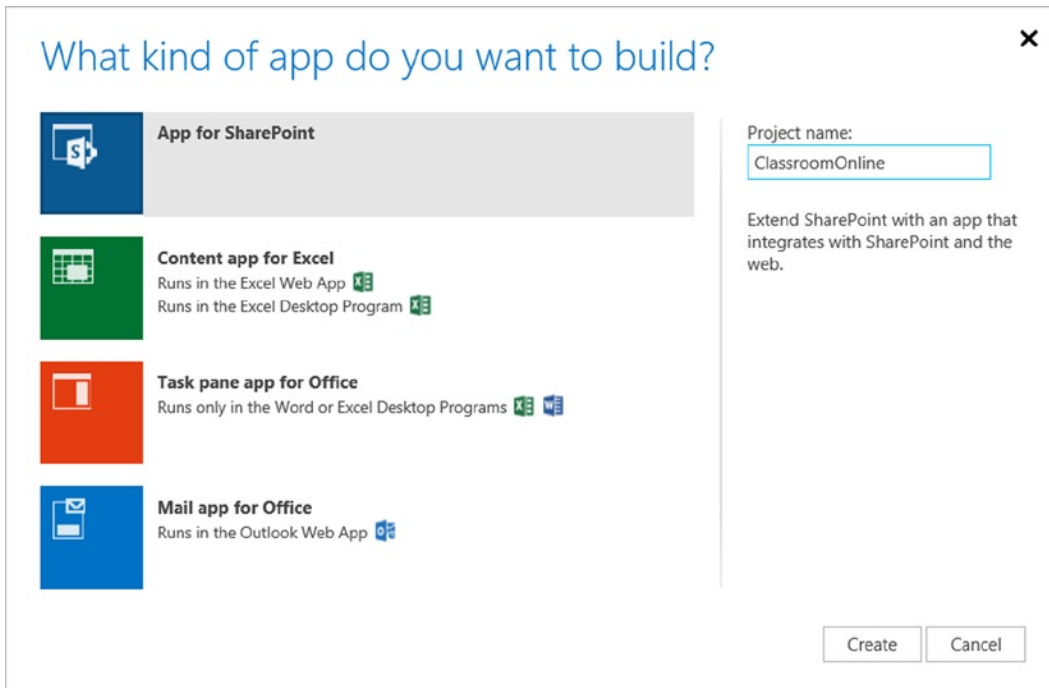 What kind of app do you want to build?
App for SharePoint
Content app for Excel
Runs in the Excel Web App
Runs in the Excel Desktop Program
Task pane app for Office
Runs only in the Word or Excel Desktop Programs
Mail app for Office
Runs in the Outlook Web App
Project name:
ClassroomOnline
Extend SharePoint with an app that
integrates with SharePoint and the
web.
Create
Cancel